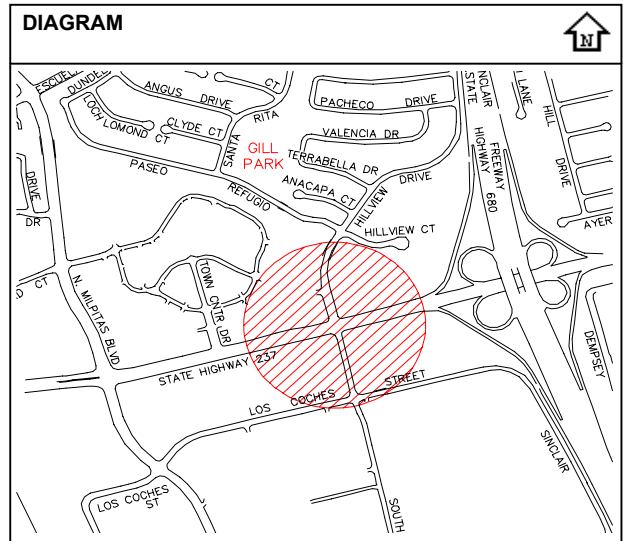 DIAGRAM
N
ESCUEL
DUNDEE
ANGUS DRIVE
CT
LOCH LOMOND CT
CLYDE CT
SANTA RITA
GILL
PARK
PASEO REFUGIO
PACHECO DRIVE
VALENCIA DR
TERRABELLA DR
ANACAPA CT
HILLVIEW DRIVE
HILLVIEW CT
STATE HIGHWAY 680
NCLAIR FREEWAY
LANE
HILL DRIVE
AYER
DRIVE
DR
CT
N. MILPITAS BLVD
TOWN CNTR DR
STATE HIGHWAY 237
LOS COCHES STREET
LOS COCHES
ST
DEMPSEY
SINCLAIR
SOUTH